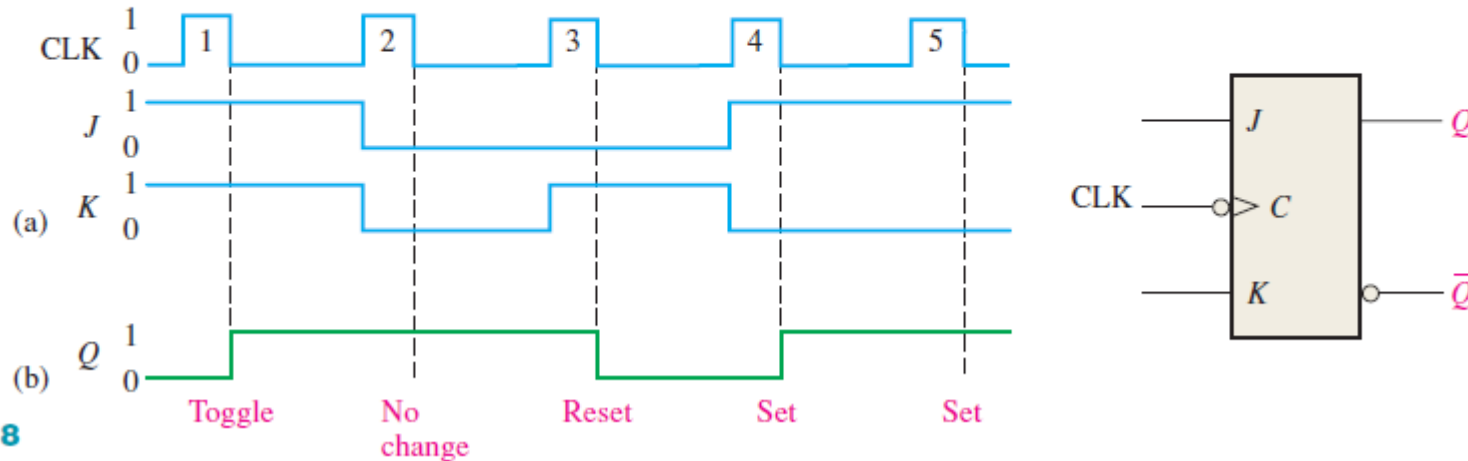 1
CLK
0
1 2 3 4 5
1
J
0
1
(a) K
0
1
(b) Q
0
Toggle No Reset Set Set
change
8
J Q
CLK C
K Q̅